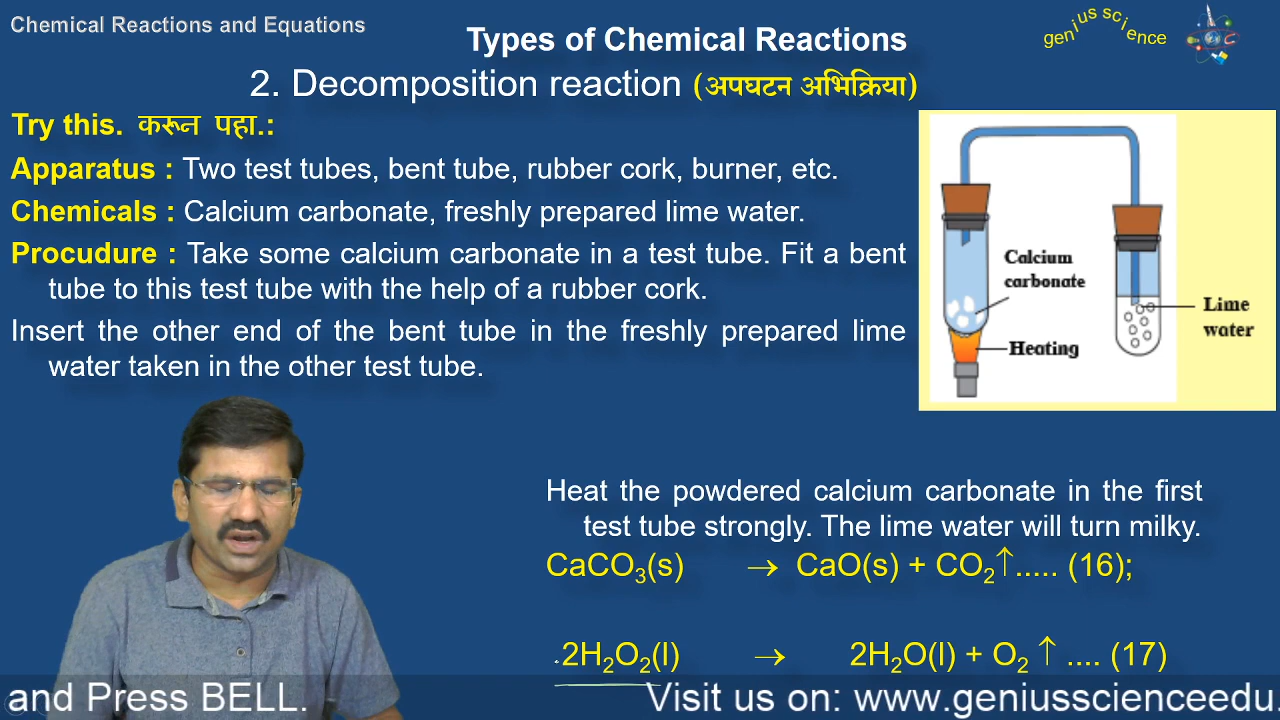 Chemical Reactions and Equations
Types of Chemical Reactions
genius science
2. Decomposition reaction (अपघटन अभिक्रिया)
Try this. करून पहा.:
Apparatus : Two test tubes, bent tube, rubber cork, burner, etc.
Chemicals : Calcium carbonate, freshly prepared lime water.
Procudure : Take some calcium carbonate in a test tube. Fit a bent
tube to this test tube with the help of a rubber cork.
Insert the other end of the bent tube in the freshly prepared lime
water taken in the other test tube.
Calcium
carbonate
Heating
Lime
water
Heat the powdered calcium carbonate in the first
test tube strongly. The lime water will turn milky.
CaCO₃(s) → CaO(s) + CO₂↑..... (16);
2H₂O₂(l) → 2H₂O(l) + O₂ ↑ .... (17)
and Press BELL. Visit us on: www.geniusscienceedu.